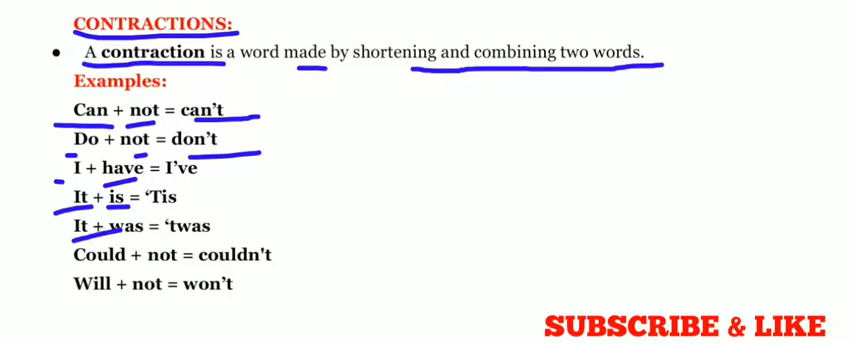 CONTRACTIONS:
• A contraction is a word made by shortening and combining two words.
Examples:
Can + not = can’t
Do + not = don’t
I + have = I’ve
It + is = ‘Tis
It + was = ‘twas
Could + not = couldn't
Will + not = won’t
SUBSCRIBE & LIKE